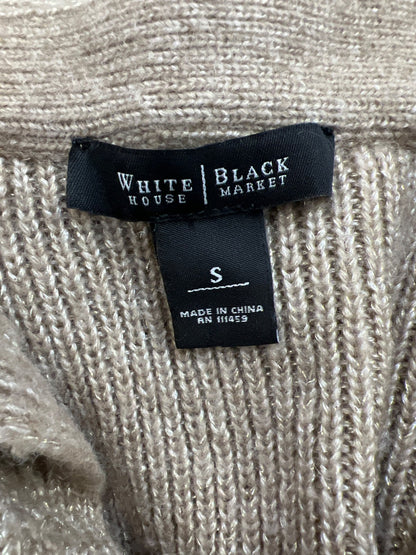 WHITE HOUSE | BLACK MARKET
S
MADE IN CHINA
RN 111459